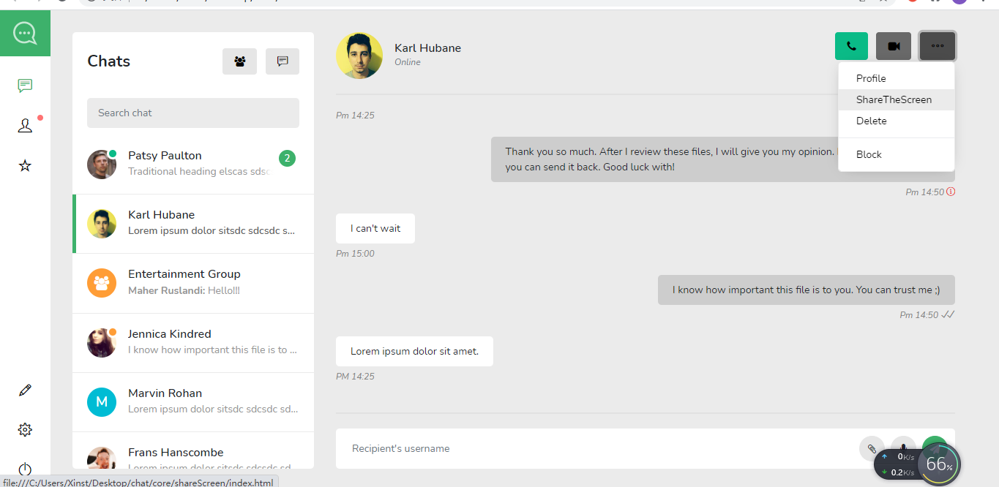 Chats
Search chat
Patsy Paulton
2
Traditional heading elscas sdsc
Karl Hubane
Lorem ipsum dolor sitsdc sdcsdc s...
Entertainment Group
Maher Ruslandi: Hello!!!
Jennica Kindred
I know how important this file is to ...
M
Marvin Rohan
Lorem ipsum dolor sitsdc sdcsdc sd...
Frans Hanscombe
Lorem ipsum dolor sitsdc sdcsdc sd...
Karl Hubane
Online
Profile
ShareTheScreen
Delete
Block
Pm 14:25
Thank you so much. After I review these files, I will give you my opinion.
you can send it back. Good luck with!
Pm 14:50
I can't wait
Pm 15:00
I know how important this file is to you. You can trust me ;)
Pm 14:50
Lorem ipsum dolor sit amet.
PM 14:25
Recipient's username
0K/s
0.2K/s
66%
file:///C:/Users/Xinst/Desktop/chat/core/shareScreen/index.html